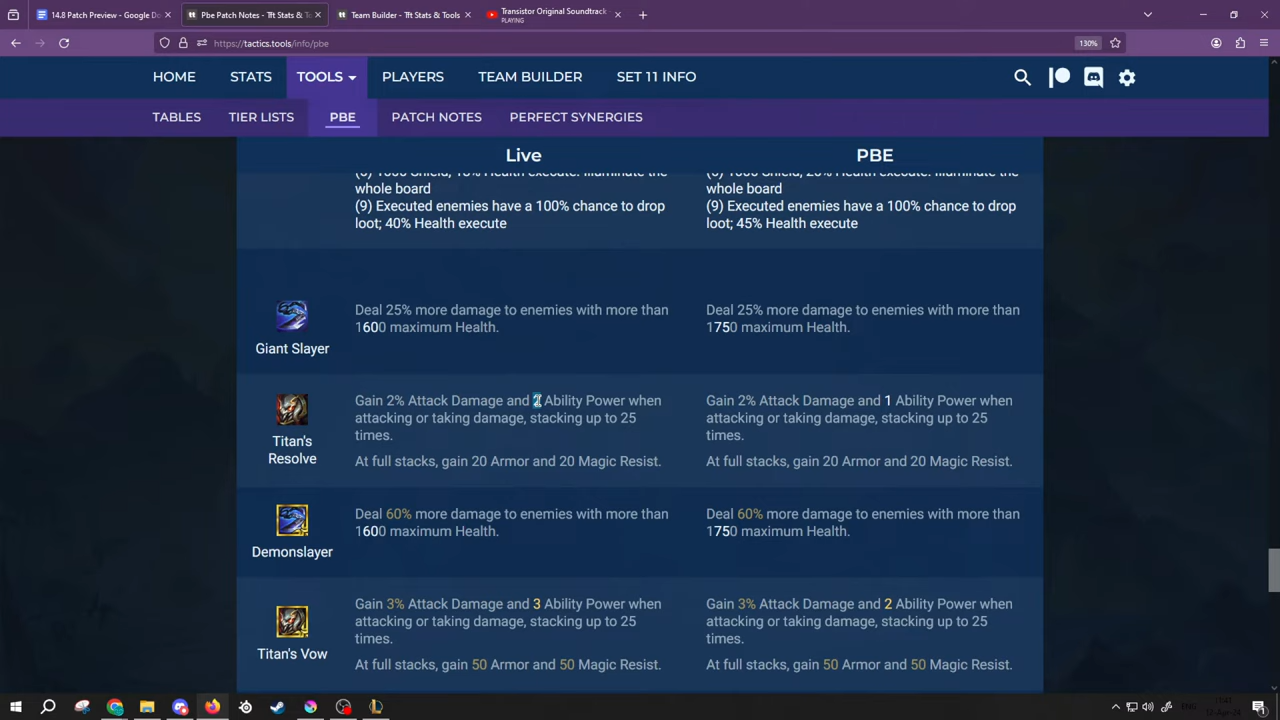 14.8 Patch Preview - Google Do
Pbe Patch Notes - Tft Stats & To
Team Builder - Tft Stats & Tools
Transistor Original Soundtrack
PLAYING
https://tactics.tools/info/pbe
130%
HOME
STATS
TOOLS
PLAYERS
TEAM BUILDER
SET 11 INFO
TABLES
TIER LISTS
PBE
PATCH NOTES
PERFECT SYNERGIES
Live
PBE
whole board
(9) Executed enemies have a 100% chance to drop
loot; 40% Health execute
whole board
(9) Executed enemies have a 100% chance to drop
loot; 45% Health execute
Giant Slayer
Deal 25% more damage to enemies with more than
1600 maximum Health.
Deal 25% more damage to enemies with more than
1750 maximum Health.
Titan's
Resolve
Gain 2% Attack Damage and 2 Ability Power when
attacking or taking damage, stacking up to 25
times.
At full stacks, gain 20 Armor and 20 Magic Resist.
Gain 2% Attack Damage and 1 Ability Power when
attacking or taking damage, stacking up to 25
times.
At full stacks, gain 20 Armor and 20 Magic Resist.
Demonslayer
Deal 60% more damage to enemies with more than
1600 maximum Health.
Deal 60% more damage to enemies with more than
1750 maximum Health.
Titan's Vow
Gain 3% Attack Damage and 3 Ability Power when
attacking or taking damage, stacking up to 25
times.
At full stacks, gain 50 Armor and 50 Magic Resist.
Gain 3% Attack Damage and 2 Ability Power when
attacking or taking damage, stacking up to 25
times.
At full stacks, gain 50 Armor and 50 Magic Resist.
ENG